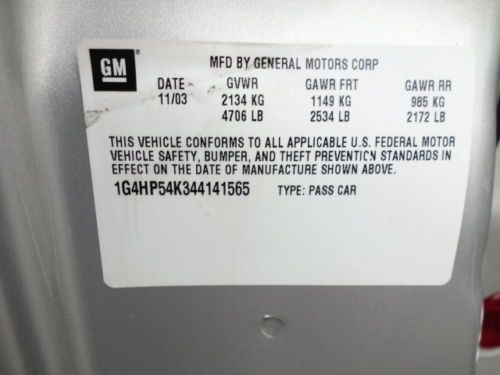 GM
MFD BY GENERAL MOTORS CORP
DATE GVWR GAWR FRT GAWR RR
11/03 2134 KG 1149 KG 985 KG
4706 LB 2534 LB 2172 LB
THIS VEHICLE CONFORMS TO ALL APPLICABLE U.S. FEDERAL MOTOR
VEHICLE SAFETY, BUMPER, AND THEFT PREVENTION STANDARDS IN
EFFECT ON THE DATE OF MANUFACTURE SHOWN ABOVE.
1G4HP54K344141565 TYPE: PASS CAR